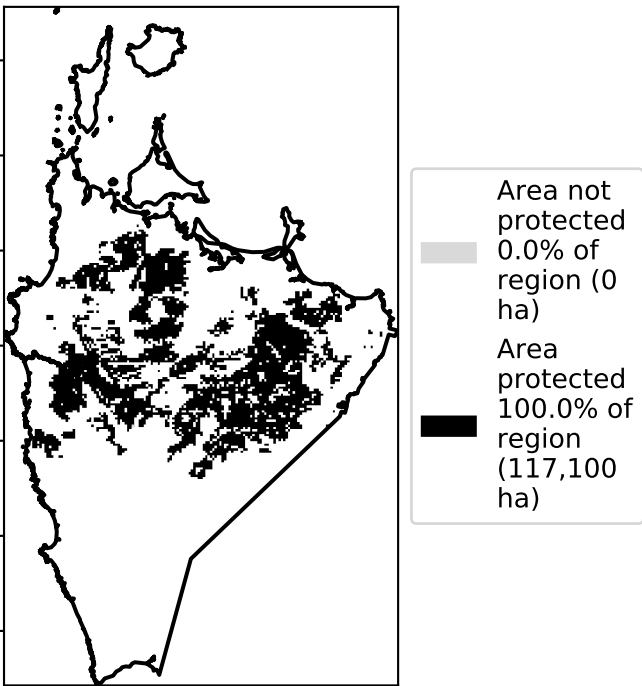 Area not
protected
0.0% of
region (0
ha)
Area
protected
100.0% of
region
(117,100
ha)